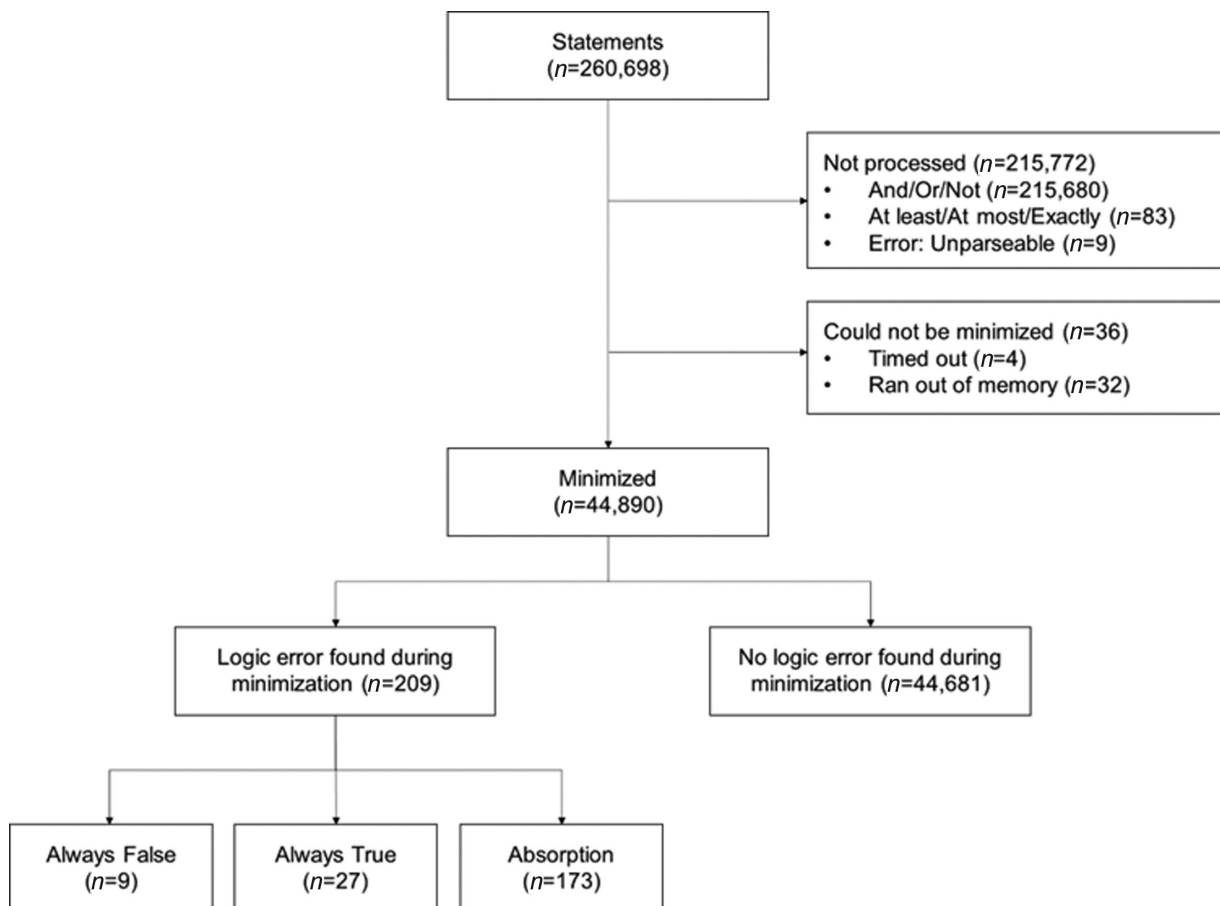 Statements
(n=260,698)
Not processed (n=215,772)
• And/Or/Not (n=215,680)
• At least/At most/Exactly (n=83)
• Error: Unparseable (n=9)
Could not be minimized (n=36)
• Timed out (n=4)
• Ran out of memory (n=32)
Minimized
(n=44,890)
Logic error found during
minimization (n=209)
No logic error found during
minimization (n=44,681)
Always False
(n=9)
Always True
(n=27)
Absorption
(n=173)